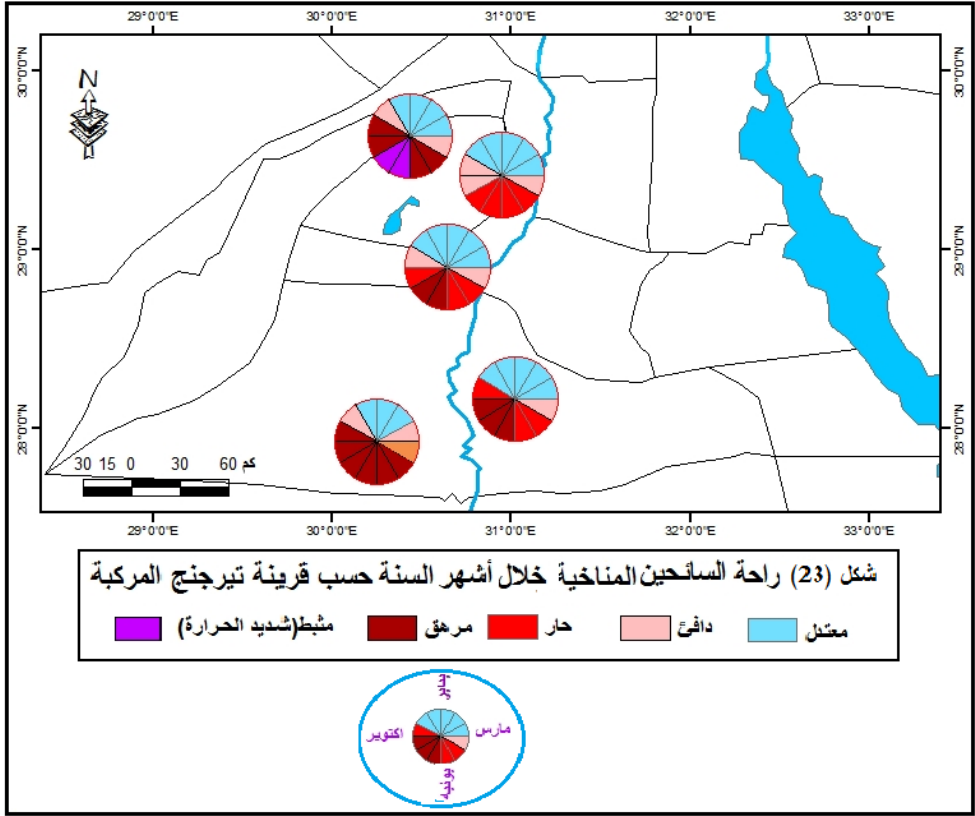 29°0'0"E 30°0'0"E 31°0'0"E 32°0'0"E 33°0'0"E
30°0'0"N 30°0'0"N
N
29°0'0"N 29°0'0"N
28°0'0"N 28°0'0"N
30 15 0 30 60 كم
29°0'0"E 30°0'0"E 31°0'0"E 32°0'0"E 33°0'0"E
شكل (23) راحة السائحين المناخية خلال أشهر السنة حسب قرينة تيرجنج المركبة
معتدل دافئ حار مرهق مثبط(شديد الحرارة)
يناير
مارس
اكتوبر
يونيه